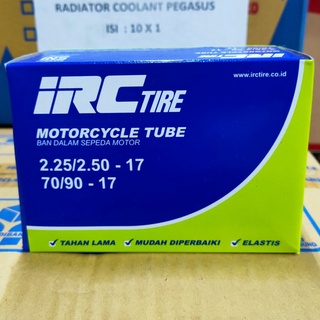 RADIATOR COOLANT PEGASUS
ISI : 10 X 1
www.irctire.co.id
IRC TIRE
MOTORCYCLE TUBE
BAN DALAM SEPEDA MOTOR
2.25/2.50 - 17
70/90 - 17
✓ TAHAN LAMA ✓ MUDAH DIPERBAIKI ✓ ELASTIS